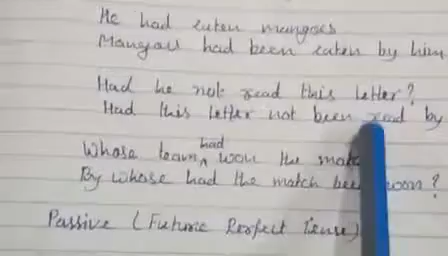 He had eaten mangoes
Mangoes had been eaten by him
Had he not read this letter?
Had this letter not been read by
Whose team had won the match
By whose had the match been won?
Passive (Future Perfect Tense)